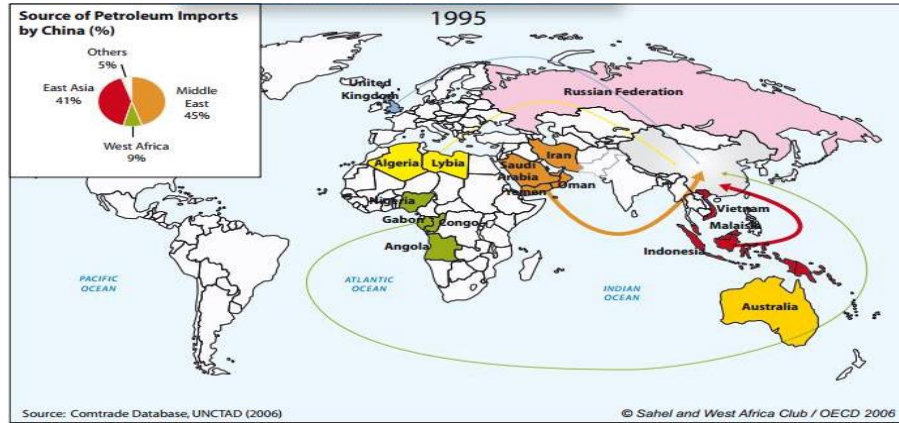 1995
Source of Petroleum Imports
by China (%)
Others
5%
East Asia
41%
Middle
East
45%
West Africa
9%
United
Kingdom
Russian Federation
Algeria
Lybia
Saudi
Arabia
Iran
Yemen
Oman
Nigeria
Gabon
Congo
Angola
Vietnam
Malaisia
Indonesia
Australia
PACIFIC
OCEAN
ATLANTIC
OCEAN
INDIAN
OCEAN
Source: Comtrade Database, UNCTAD (2006)
© Sahel and West Africa Club / OECD 2006